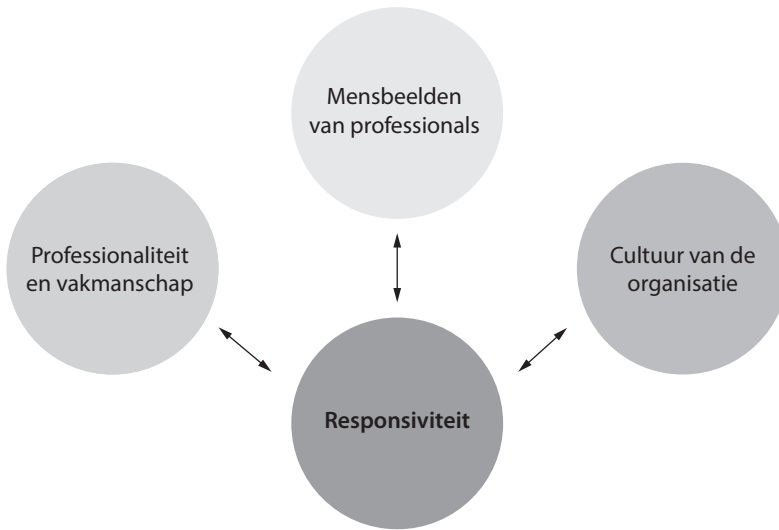 Mensbeelden
van professionals
Professionaliteit
en vakmanschap
Cultuur van de
organisatie
Responsiviteit